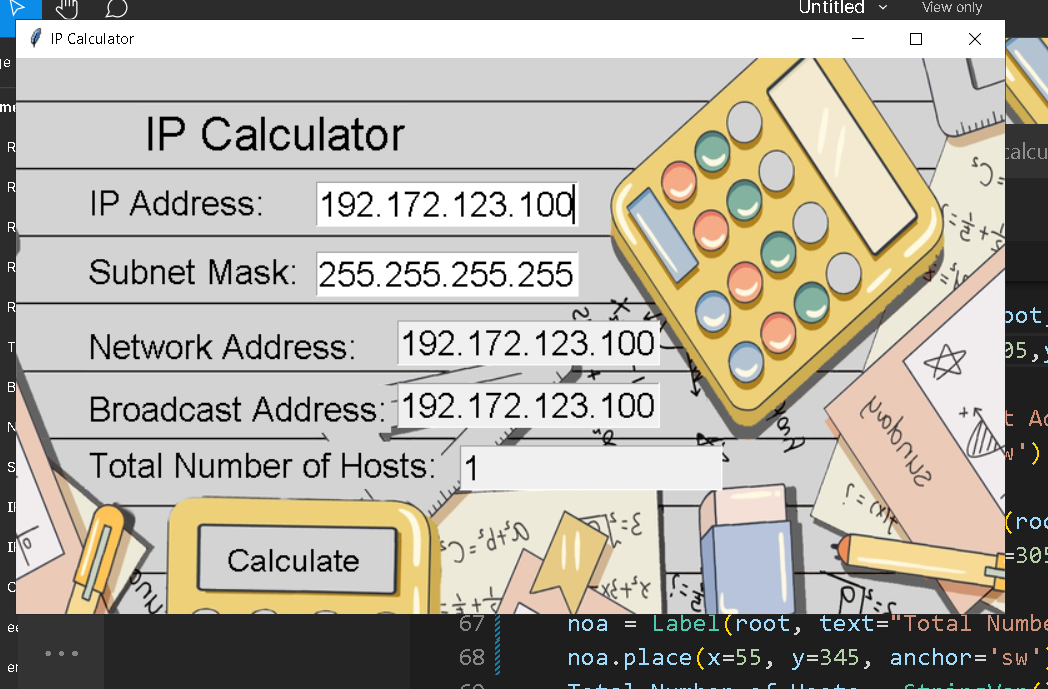 Untitled
View only
IP Calculator
IP Calculator
IP Address: 192.172.123.100
Subnet Mask: 255.255.255.255
Network Address: 192.172.123.100
Broadcast Address: 192.172.123.100
Total Number of Hosts: 1
Calculate
sunday
67 noa = Label(root, text="Total Numbe
68 noa.place(x=55, y=345, anchor='sw')